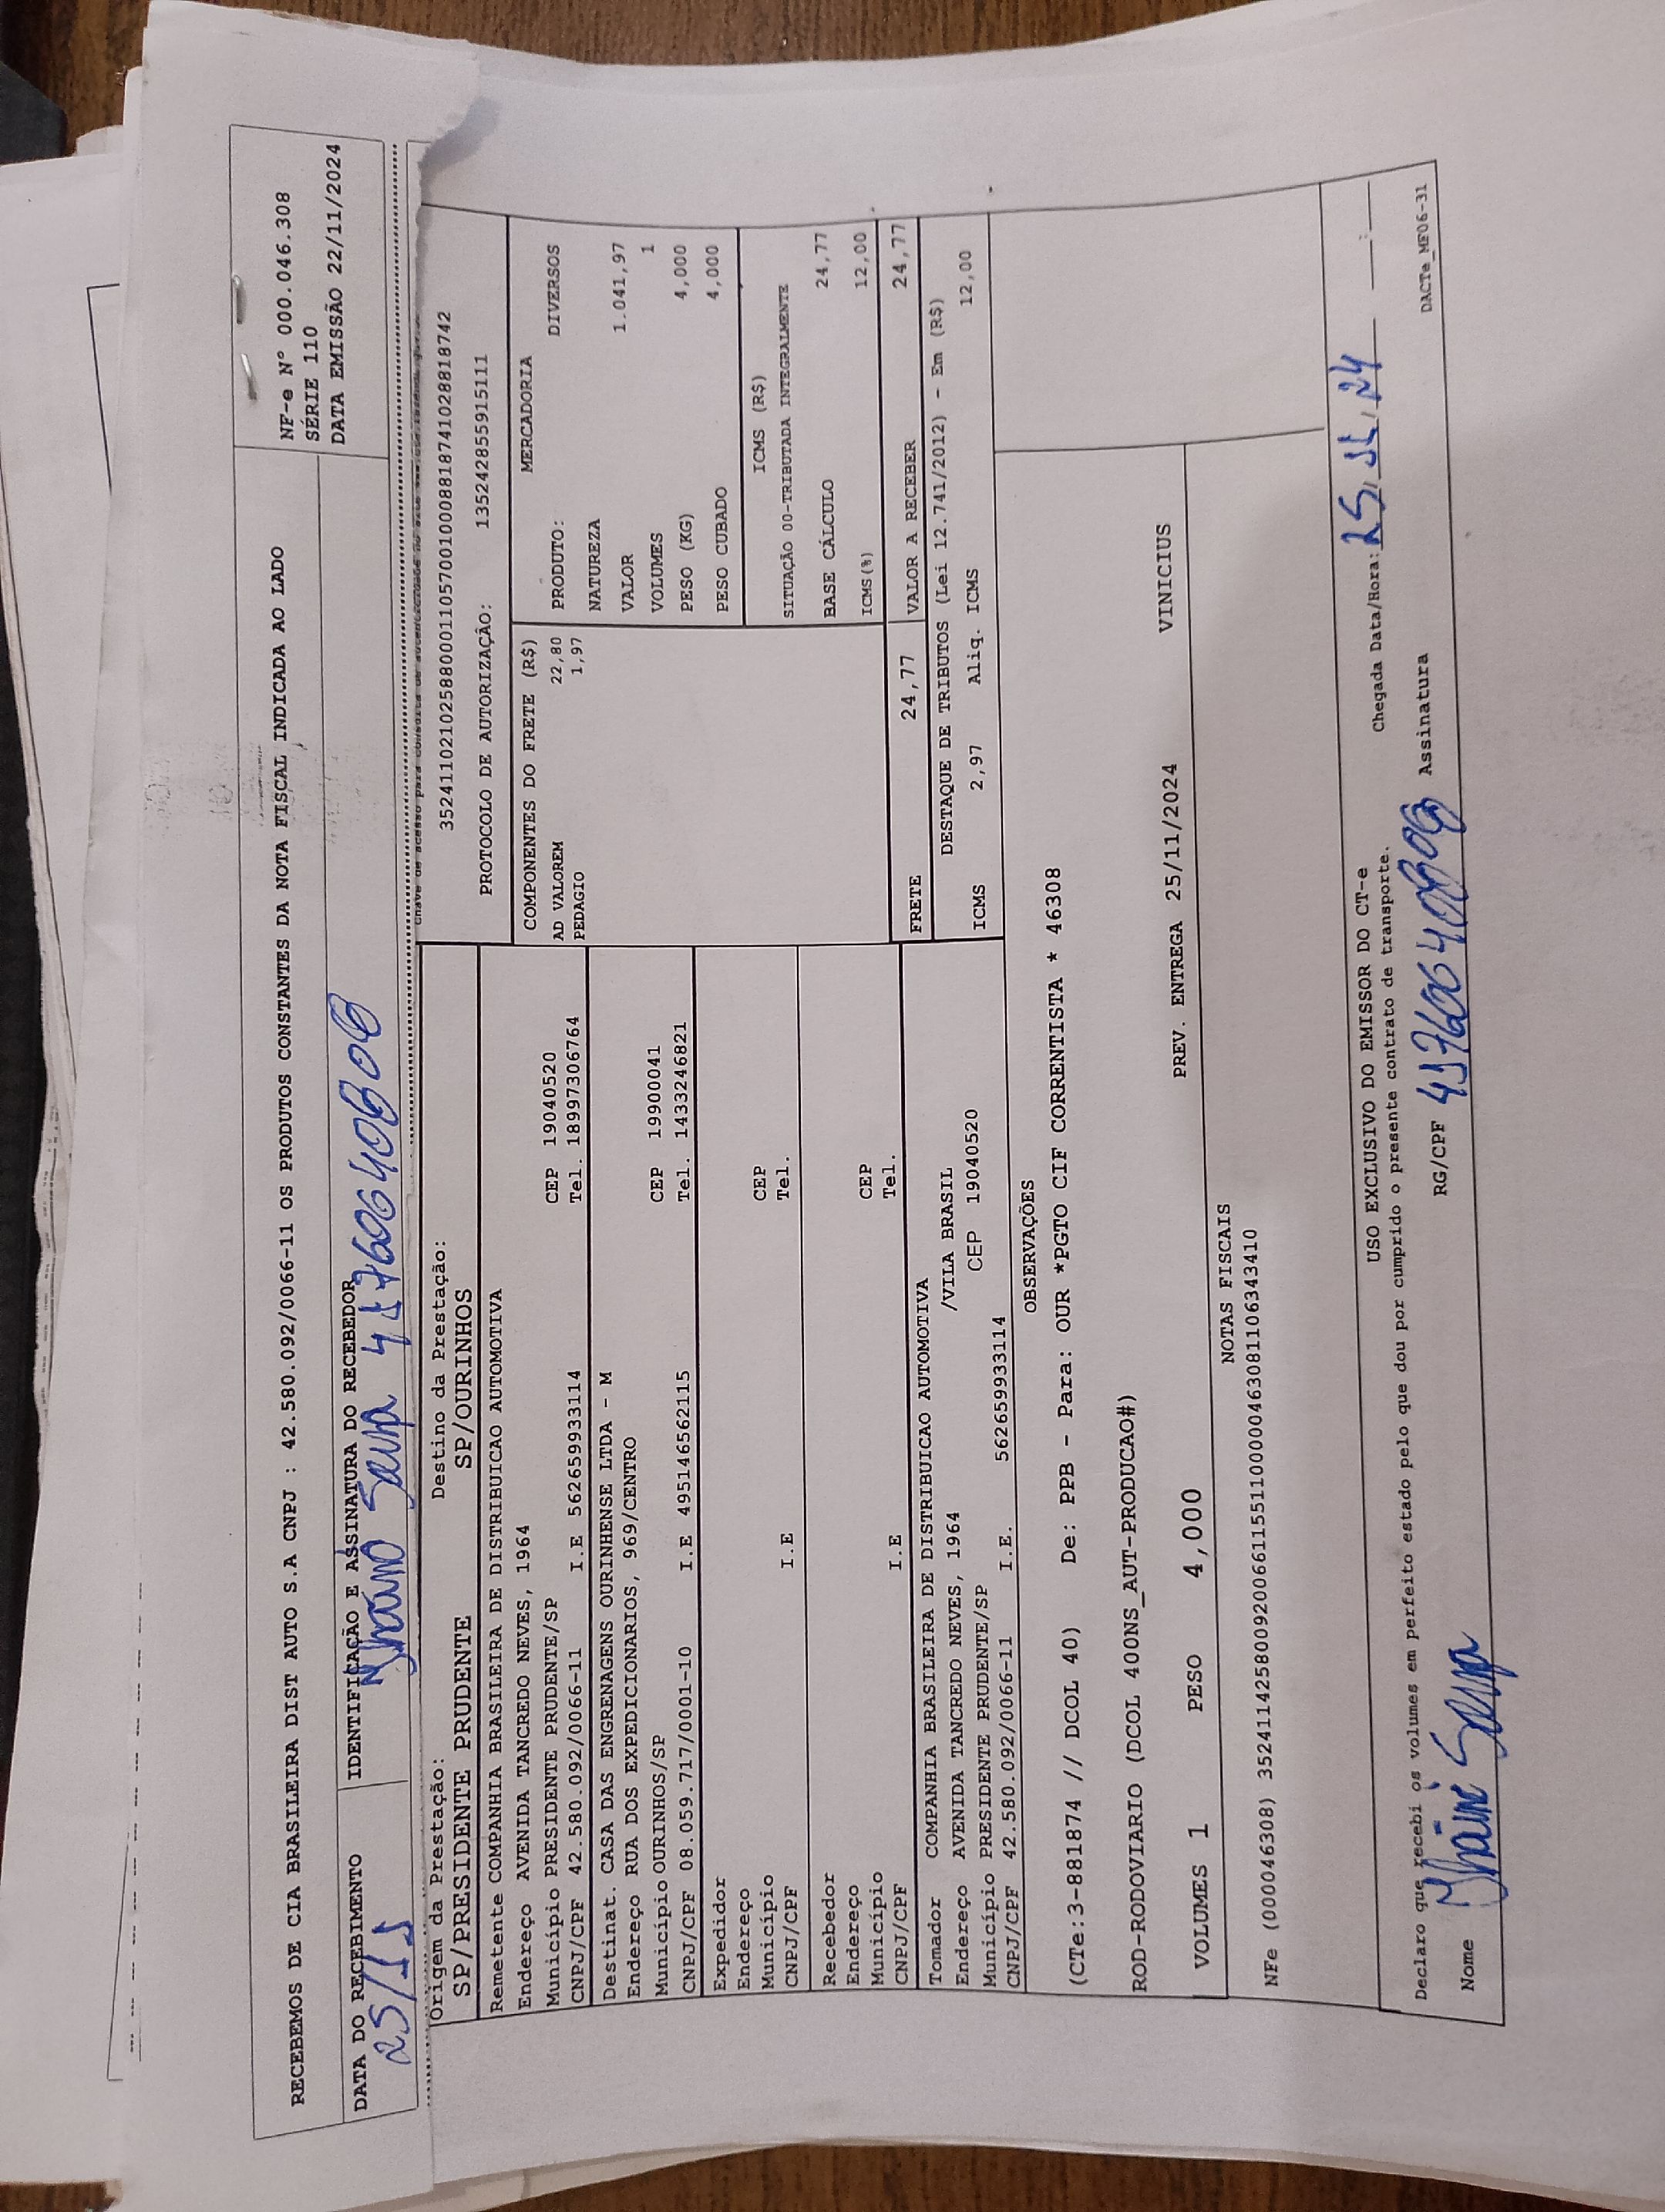 RECEBEMOS DE CIA BRASILEIRA DIST AUTO S.A CNPJ : 42.580.092/0066-11 OS PRODUTOS CONSTANTES DA NOTA FISCAL INDICADA AO LADO
NF-e N° 000.046.308
SÉRIE 110
DATA EMISSÃO 22/11/2024
DATA DO RECEBIMENTO
25/11
IDENTIFICAÇÃO E ASSINATURA DO RECEBEDOR
Origem da Prestação:
SP/PRESIDENTE PRUDENTE
Destino da Prestação:
SP/OURINHOS
35241102102588000110570010008818741028818742
PROTOCOLO DE AUTORIZAÇÃO: 135242855915111
Remetente COMPANHIA BRASILEIRA DE DISTRIBUICAO AUTOMOTIVA
Endereço AVENIDA TANCREDO NEVES, 1964
Município PRESIDENTE PRUDENTE/SP CEP 19040520
CNPJ/CPF 42.580.092/0066-11 I.E 562659933114 Tel. 18997306764
Destinat. CASA DAS ENGRENAGENS OURINHENSE LTDA - M
Endereço RUA DOS EXPEDICIONARIOS, 969/CENTRO
Município OURINHOS/SP CEP 19900041
CNPJ/CPF 08.059.717/0001-10 I.E 495146562115 Tel. 1433246821
Expedidor
Endereço
Município CEP
CNPJ/CPF I.E Tel.
Recebedor
Endereço
Município CEP
CNPJ/CPF I.E Tel.
Tomador COMPANHIA BRASILEIRA DE DISTRIBUICAO AUTOMOTIVA
Endereço AVENIDA TANCREDO NEVES, 1964 /VILA BRASIL
Município PRESIDENTE PRUDENTE/SP CEP 19040520
CNPJ/CPF 42.580.092/0066-11 I.E. 562659933114
COMPONENTES DO FRETE (R$)
AD VALOREM 22,80
PEDAGIO 1,97
MERCADORIA
PRODUTO: DIVERSOS
NATUREZA
VALOR 1.041,97
VOLUMES 1
PESO (KG) 4,000
PESO CUBADO 4,000
ICMS (R$)
SITUAÇÃO 00-TRIBUTADA INTEGRALMENTE
BASE CÁLCULO 24,77
ICMS(%) 12,00
FRETE 24,77 VALOR A RECEBER 24,77
DESTAQUE DE TRIBUTOS (Lei 12.741/2012) - Em (R$)
ICMS 2,97 Aliq. ICMS 12,00
OBSERVAÇÕES
(CTe:3-881874 // DCOL 40) De: PPB - Para: OUR *PGTO CIF CORRENTISTA * 46308
ROD-RODOVIARIO (DCOL 400NS_AUT-PRODUCAO#)
VOLUMES 1 PESO 4,000 PREV. ENTREGA 25/11/2024 VINICIUS
NOTAS FISCAIS
NFe (000046308) 35241142580092006611551100000463081106343410
USO EXCLUSIVO DO EMISSOR DO CT-e
Declaro que recebi os volumes em perfeito estado pelo que dou por cumprido o presente contrato de transporte.
Chegada Data/Hora: 25/11/24 :
Nome RG/CPF Assinatura
DACTe_MF06-31